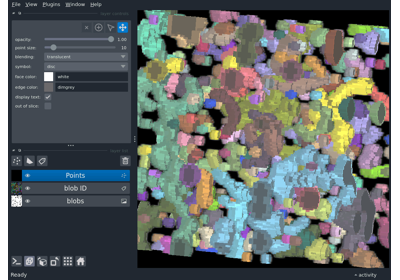 File View Plugins Window Help
opacity: 1.00
point size: 10
blending: translucent
symbol: disc
face color: white
edge color: dimgrey
display text:
out of slice:
Points
blob ID
blobs
Ready
activity